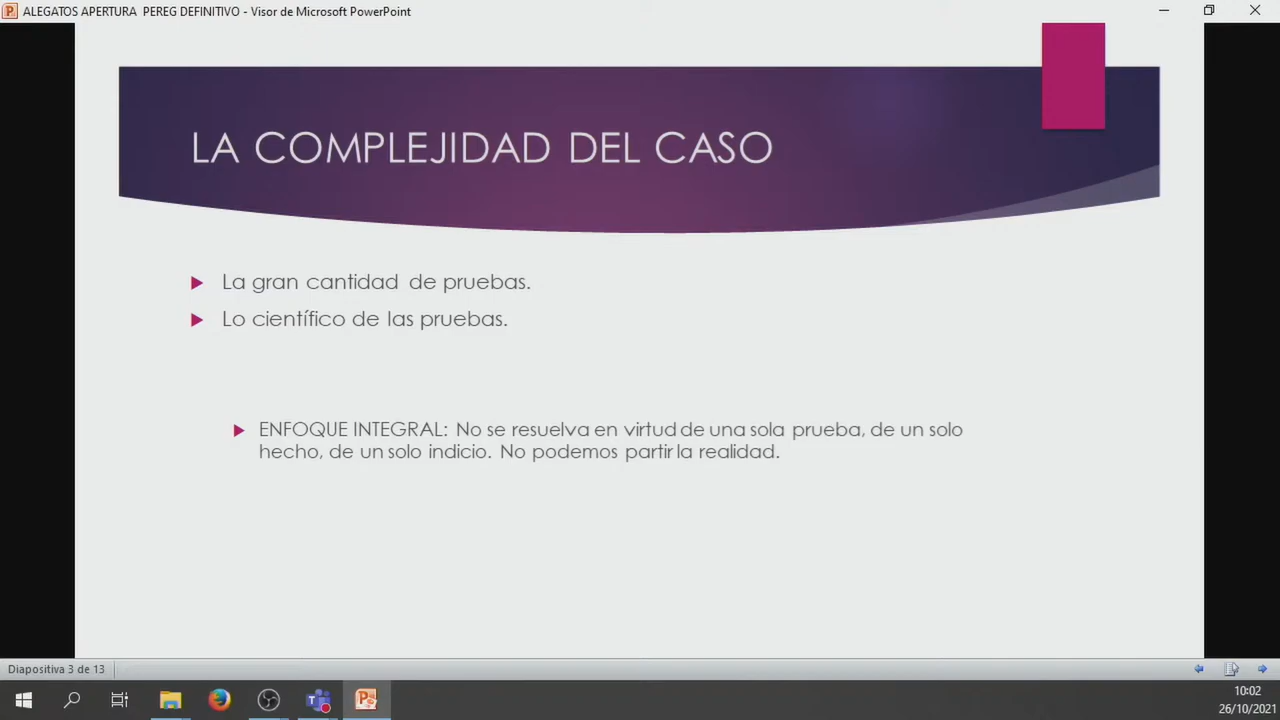 ALEGATOS APERTURA PEREG DEFINITIVO - Visor de Microsoft PowerPoint
LA COMPLEJIDAD DEL CASO
La gran cantidad de pruebas.
Lo científico de las pruebas.
ENFOQUE INTEGRAL: No se resuelva en virtud de una sola prueba, de un solo
hecho, de un solo indicio. No podemos partir la realidad.
Diapositiva 3 de 13
10:02
26/10/2021